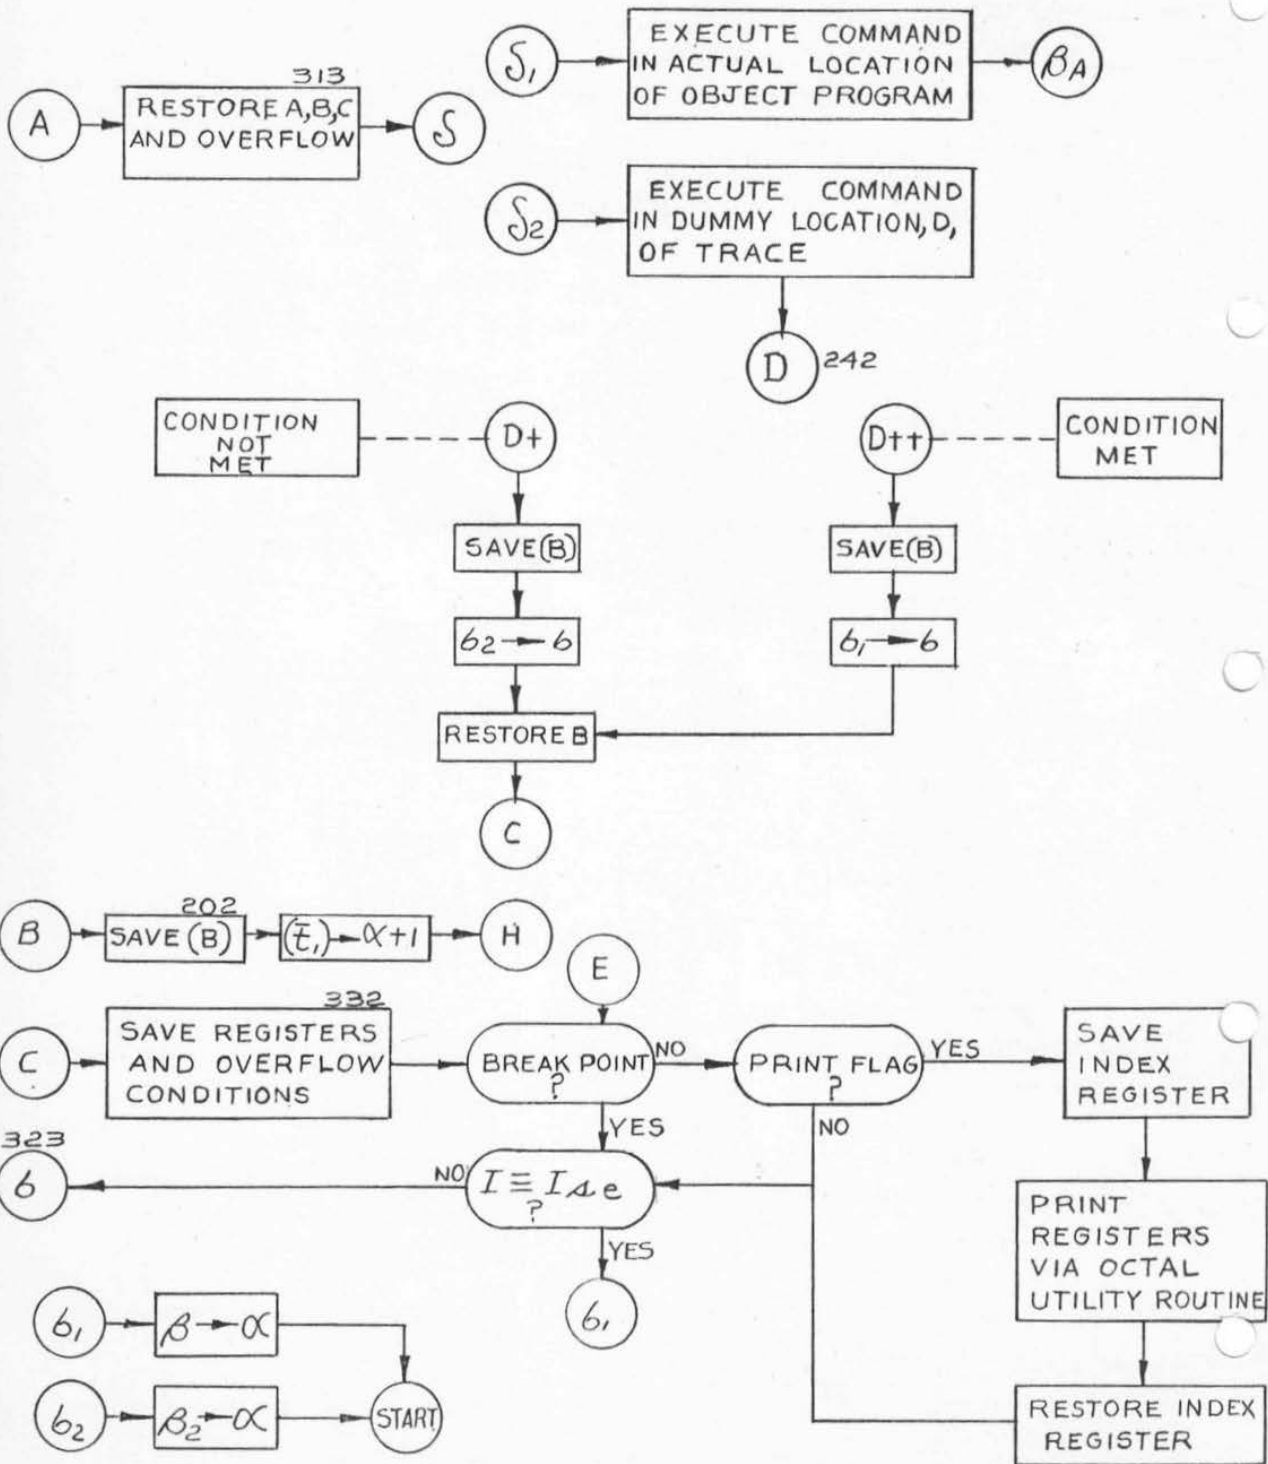 A
313
RESTORE A,B,C
AND OVERFLOW
S
S1
EXECUTE COMMAND
IN ACTUAL LOCATION
OF OBJECT PROGRAM
βA
S2
EXECUTE COMMAND
IN DUMMY LOCATION, D,
OF TRACE
D
242
CONDITION
NOT
MET
D+
D++
CONDITION
MET
SAVE(B)
SAVE(B)
62 → 6
61 → 6
RESTORE B
C
B
202
SAVE (B)
(t̄1) → α+1
H
E
C
332
SAVE REGISTERS
AND OVERFLOW
CONDITIONS
BREAK POINT
?
NO
PRINT FLAG
?
YES
SAVE
INDEX
REGISTER
YES
NO
323
6
NO
I ≡ Ise
?
YES
61
PRINT
REGISTERS
VIA OCTAL
UTILITY ROUTINE
61
β → α
62
β2 → α
START
RESTORE INDEX
REGISTER